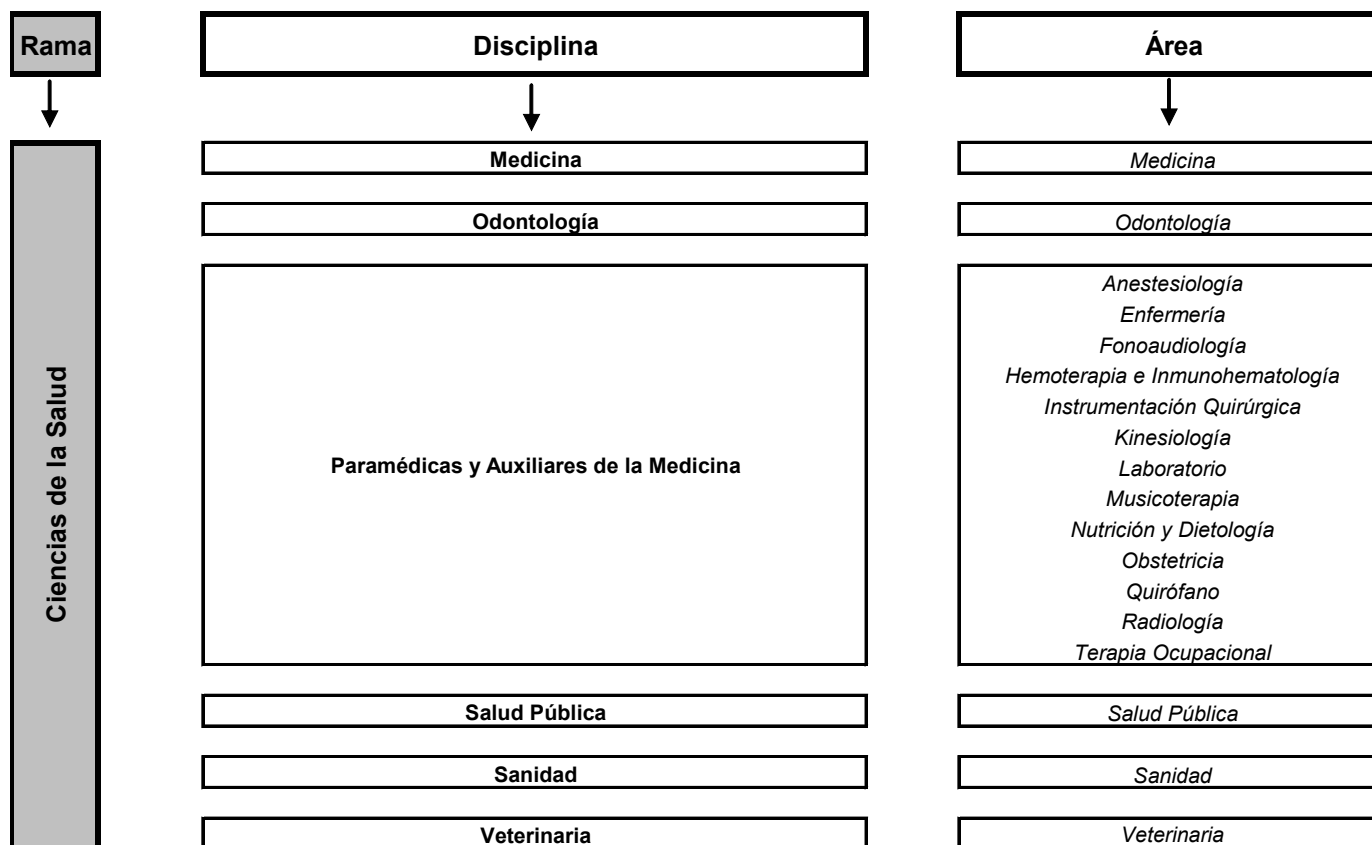 Rama
Disciplina
Área
Ciencias de la Salud
Medicina
Medicina
Odontología
Odontología
Paramédicas y Auxiliares de la Medicina
Anestesiología
Enfermería
Fonoaudiología
Hemoterapia e Inmunohematología
Instrumentación Quirúrgica
Kinesiología
Laboratorio
Musicoterapia
Nutrición y Dietología
Obstetricia
Quirófano
Radiología
Terapia Ocupacional
Salud Pública
Salud Pública
Sanidad
Sanidad
Veterinaria
Veterinaria